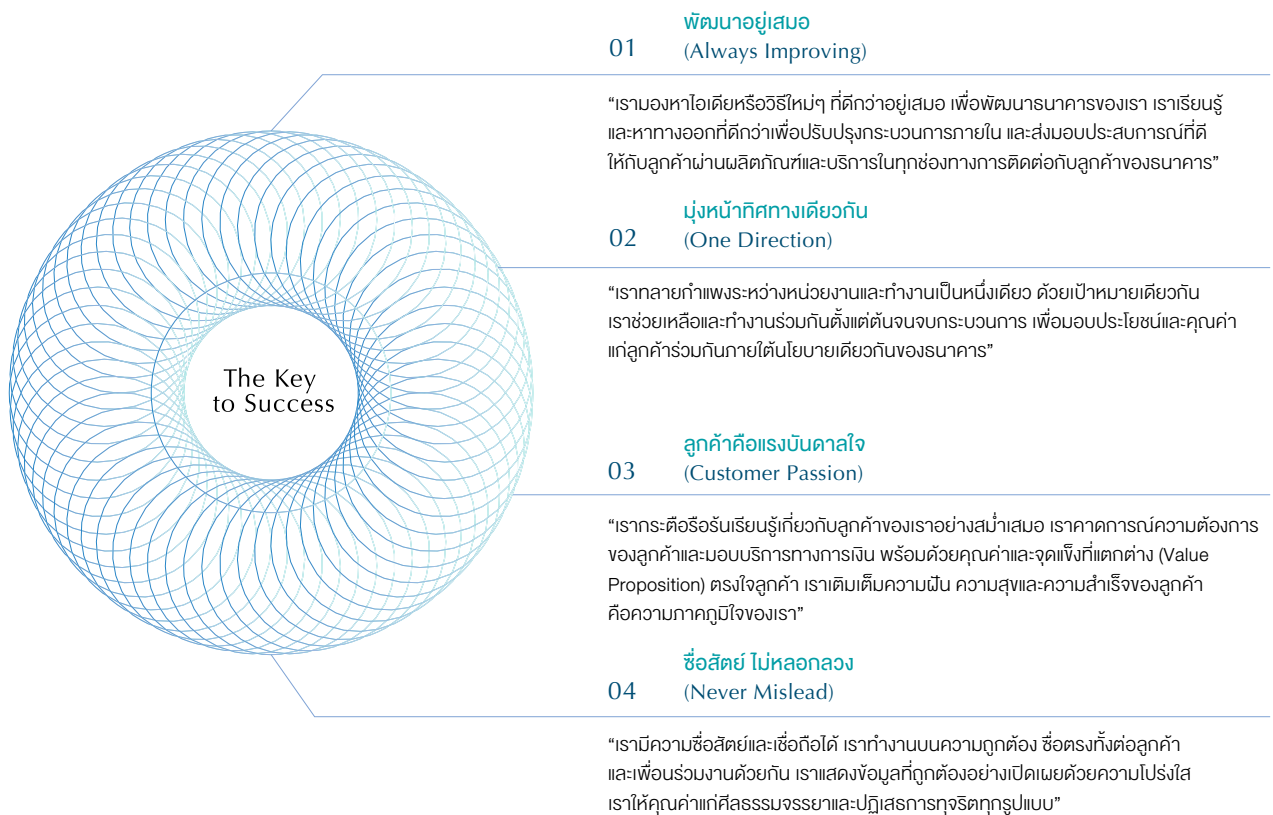 พัฒนาอยู่เสมอ
01 (Always Improving)
“เรามองหาไอเดียหรือวิธีใหม่ๆ ที่ดีกว่าอยู่เสมอ เพื่อพัฒนาธนาคารของเรา เราเรียนรู้
และหาทางออกที่ดีกว่าเพื่อปรับปรุงกระบวนการภายใน และส่งมอบประสบการณ์ที่ดี
ให้กับลูกค้าผ่านผลิตภัณฑ์และบริการในทุกช่องทางการติดต่อกับลูกค้าของธนาคาร”
มุ่งหน้าทิศทางเดียวกัน
02 (One Direction)
“เราทลายกำแพงระหว่างหน่วยงานและทำงานเป็นหนึ่งเดียว ด้วยเป้าหมายเดียวกัน
เราช่วยเหลือและทำงานร่วมกันตั้งแต่ต้นจนจบกระบวนการ เพื่อมอบประโยชน์และคุณค่า
แก่ลูกค้าร่วมกันภายใต้นโยบายเดียวกันของธนาคาร”
The Key
to Success
ลูกค้าคือแรงบันดาลใจ
03 (Customer Passion)
“เรากระตือรือร้นเรียนรู้เกี่ยวกับลูกค้าของเราอย่างสม่ำเสมอ เราคาดการณ์ความต้องการ
ของลูกค้าและมอบบริการทางการเงิน พร้อมด้วยคุณค่าและจุดแข็งที่แตกต่าง (Value
Proposition) ตรงใจลูกค้า เราเติมเต็มความฝัน ความสุขและความสำเร็จของลูกค้า
คือความภาคภูมิใจของเรา”
ซื่อสัตย์ ไม่หลอกลวง
04 (Never Mislead)
“เรามีความซื่อสัตย์และเชื่อถือได้ เราทำงานบนความถูกต้อง ซื่อตรงทั้งต่อลูกค้า
และเพื่อนร่วมงานด้วยกัน เราแสดงข้อมูลที่ถูกต้องอย่างเปิดเผยด้วยความโปร่งใส
เราให้คุณค่าแก่ศีลธรรมจรรยาและปฏิเสธการทุจริตทุกรูปแบบ”